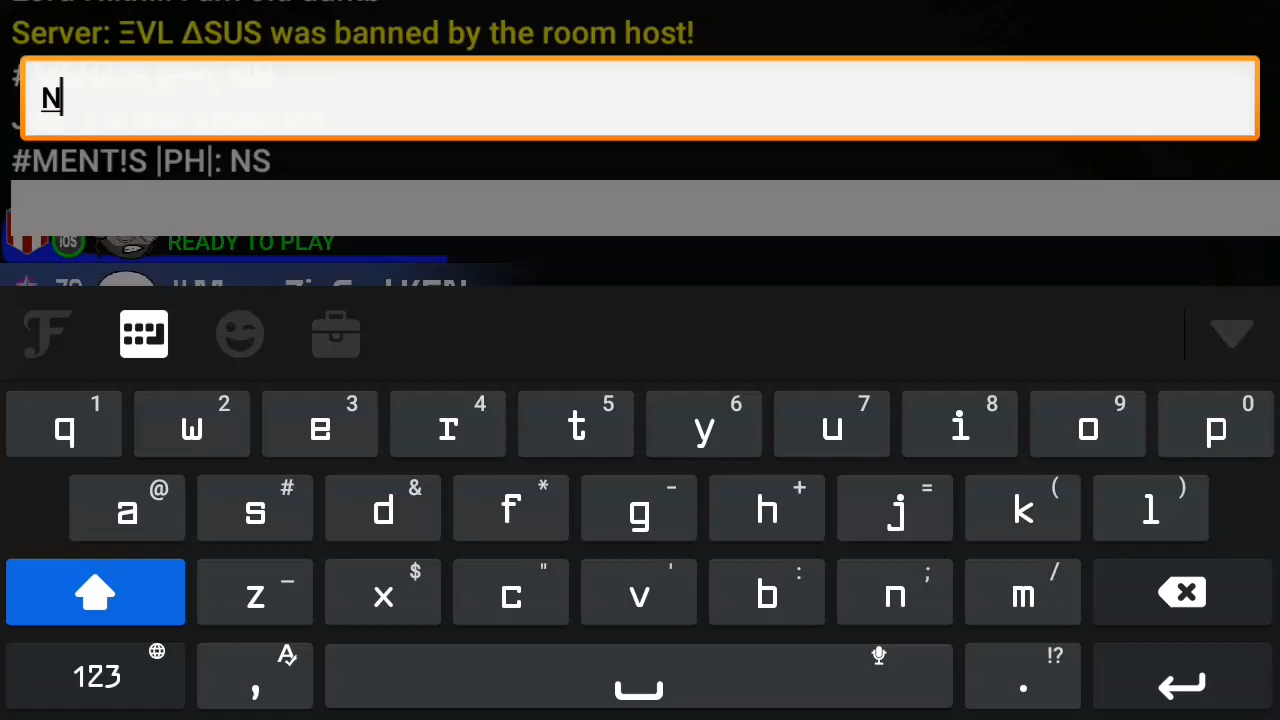 Server: ΞVL ΔSUS was banned by the room host!
N
#MENT!S |PH|: NS
iOS READY TO PLAY
1 2 3 4 5 6 7 8 9 0
q w e r t y u i o p
@ # & * - + = ( )
a s d f g h j k l
_ $ " ' : ; /
z x c v b n m
!?
123 , .